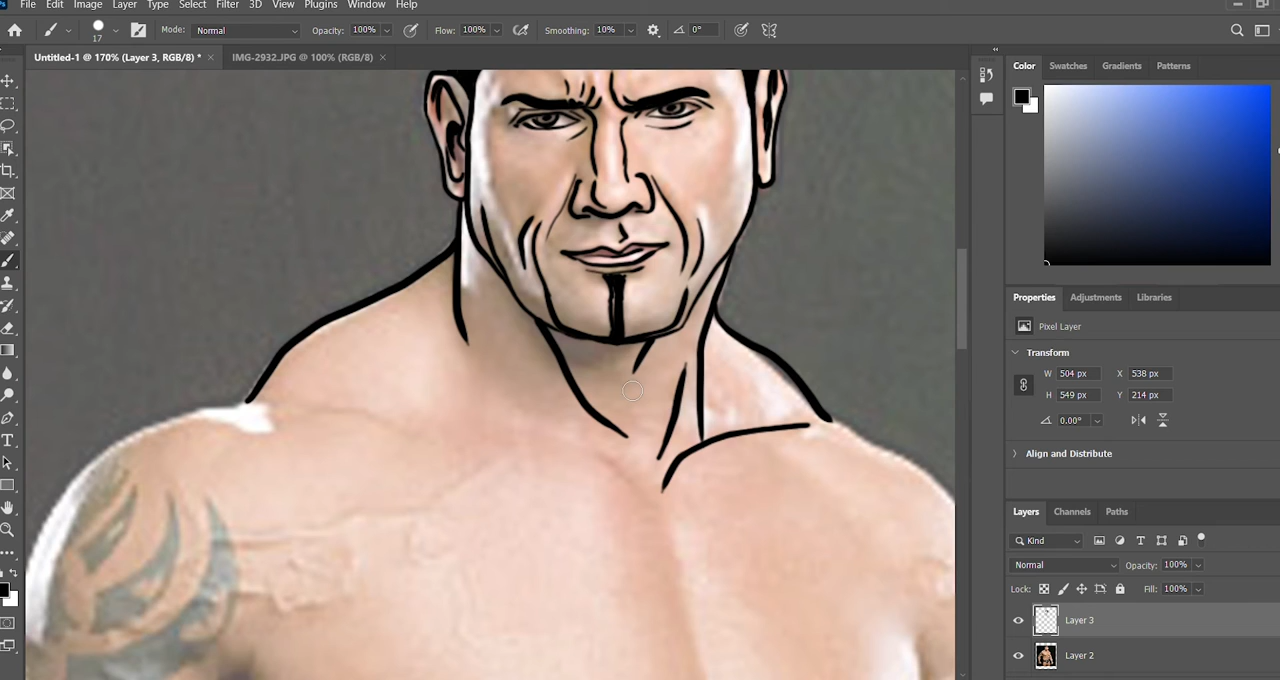 File Edit Image Layer Type Select Filter 3D View Plugins Window Help
17 Mode: Normal Opacity: 100% Flow: 100% Smoothing: 10% 0°
Untitled-1 @ 170% (Layer 3, RGB/8) * × IMG-2932.JPG @ 100% (RGB/8) ×
Color Swatches Gradients Patterns
Properties Adjustments Libraries
Pixel Layer
Transform
W 504 px X 538 px
H 549 px Y 214 px
0.00°
Align and Distribute
Layers Channels Paths
Kind
Normal Opacity: 100%
Lock: Fill: 100%
Layer 3
Layer 2